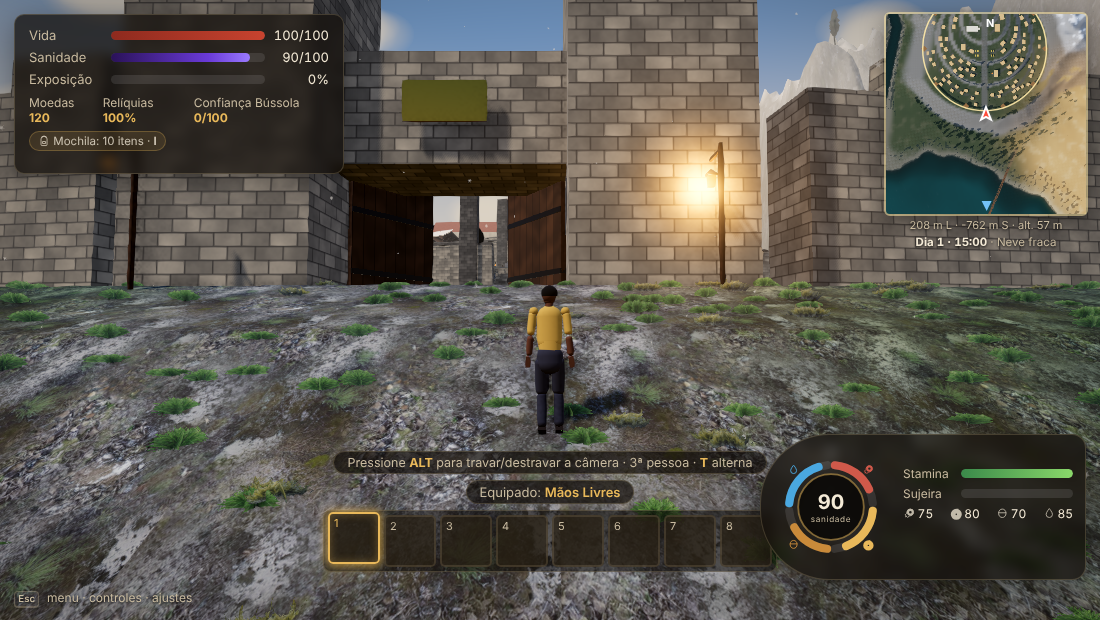 Vida 100/100
Sanidade 90/100
Exposição 0%
Moedas Relíquias Confiança Bússola
120 100% 0/100
Mochila: 10 itens · I
N
208 m L · -762 m S · alt. 57 m
Dia 1 · 15:00 Neve fraca
Pressione ALT para travar/destravar a câmera · 3ª pessoa · T alterna
Equipado: Mãos Livres
1 2 3 4 5 6 7 8
90
sanidade
Stamina
Sujeira
75 80 70 85
Esc menu · controles · ajustes